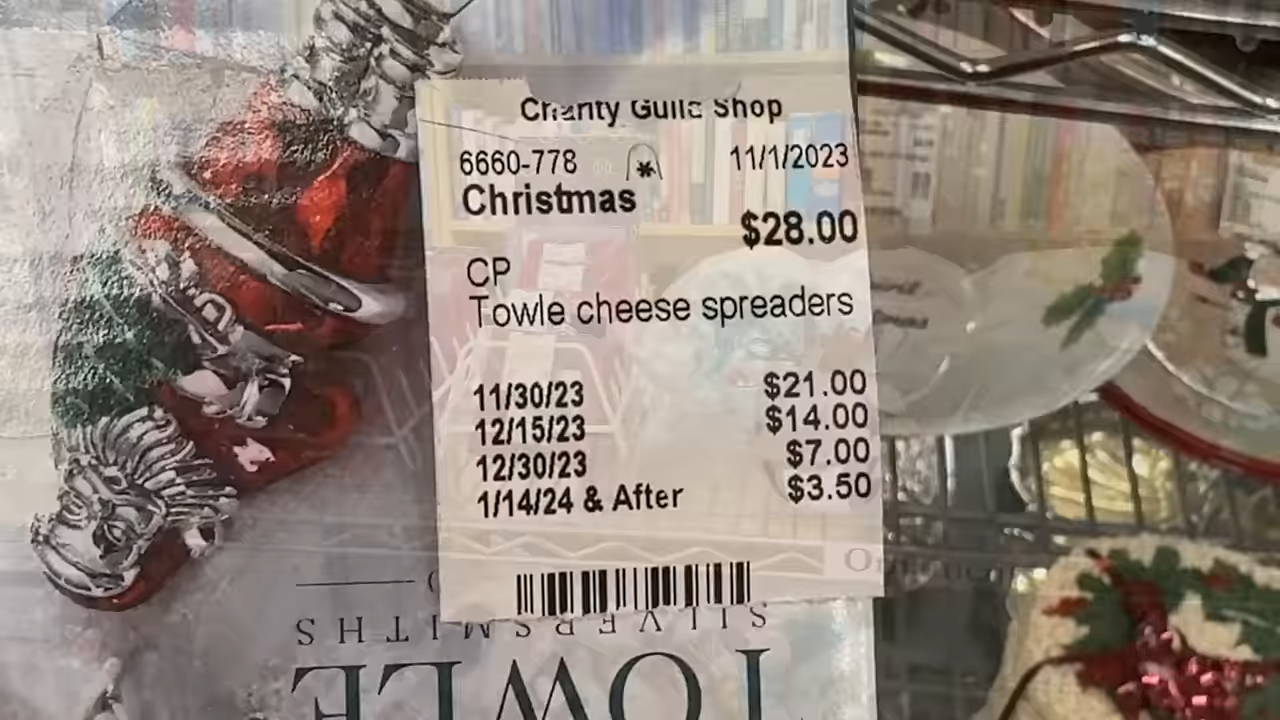 Charity Guild Shop
6660-778 11/1/2023
Christmas
$28.00
CP
Towle cheese spreaders
11/30/23 $21.00
12/15/23 $14.00
12/30/23 $7.00
1/14/24 & After $3.50
SILVERSMITHS
TOWLE